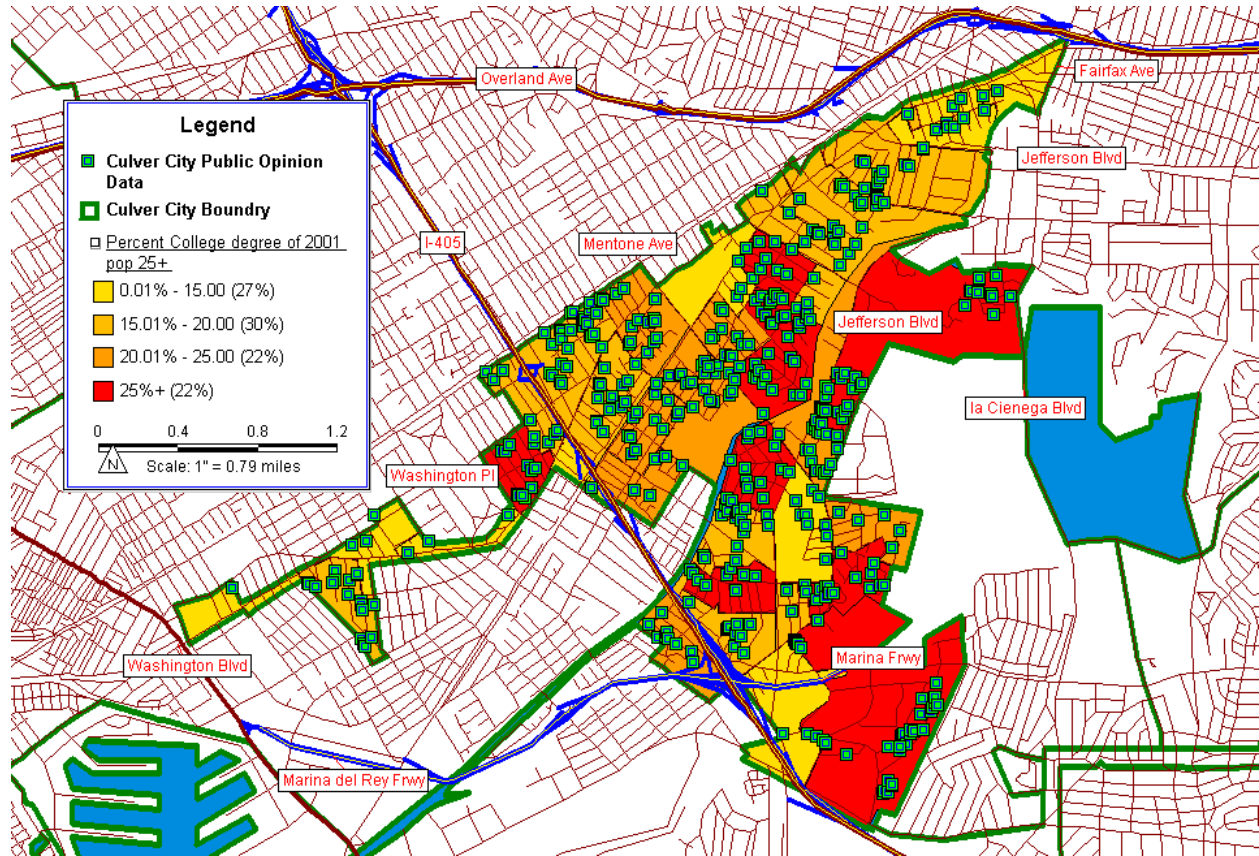 Overland Ave
Fairfax Ave
Legend
Culver City Public Opinion
Data
Culver City Boundry
Percent College degree of 2001
pop 25+
0.01% - 15.00 (27%)
15.01% - 20.00 (30%)
20.01% - 25.00 (22%)
25%+ (22%)
0 0.4 0.8 1.2
N
Scale: 1" = 0.79 miles
Jefferson Blvd
I-405
Mentone Ave
Jefferson Blvd
la Cienega Blvd
Washington Pl
Washington Blvd
Marina Frwy
Marina del Rey Frwy